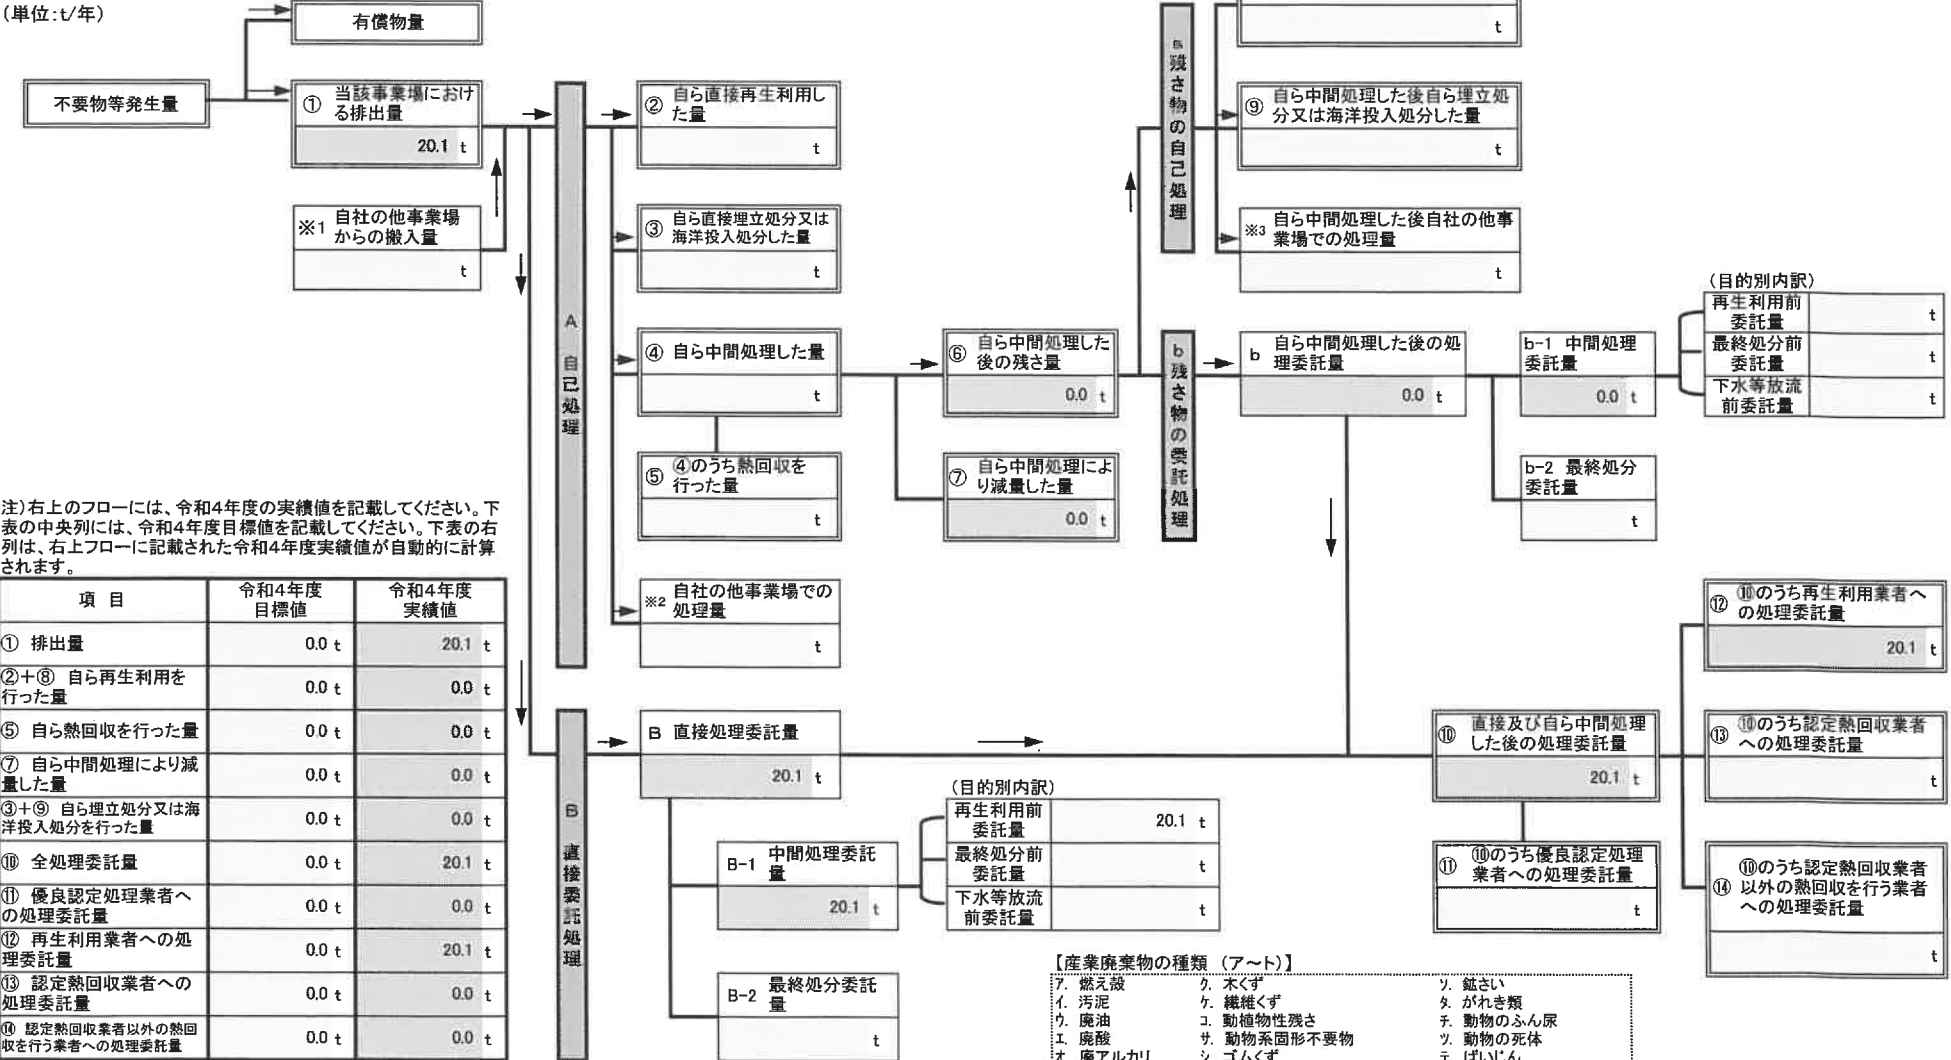 (単位:t/年)
有償物量
不要物等発生量
① 当該事業場におけ
る排出量
20.1 t
※1 自社の他事業場
からの搬入量
t
A 自己処理
② 自ら直接再生利用し
た量
t
③ 自ら直接埋立処分又は
海洋投入処分した量
t
④ 自ら中間処理した量
t
⑤ ④のうち熱回収を
行った量
t
※2 自社の他事業場での
処理量
t
⑥ 自ら中間処理した
後の残さ量
0.0 t
⑦ 自ら中間処理によ
り減量した量
0.0 t
a 残さ物の自己処理
t
⑨ 自ら中間処理した後自ら埋立処
分又は海洋投入処分した量
t
※3 自ら中間処理した後自社の他事
業場での処理量
t
b 残さ物の委託処理
b 自ら中間処理した後の処
理委託量
0.0 t
b-1 中間処理
委託量
0.0 t
b-2 最終処分
委託量
t
(目的別内訳)
再生利用前
委託量
t
最終処分前
委託量
t
下水等放流
前委託量
t
注)右上のフローには、令和4年度の実績値を記載してください。下
表の中央列には、令和4年度目標値を記載してください。下表の右
列は、右上フローに記載された令和4年度実績値が自動的に計算
されます。
項 目 令和4年度 目標値 令和4年度 実績値
① 排出量 0.0 t 20.1 t
②+⑧ 自ら再生利用を
行った量 0.0 t 0.0 t
⑤ 自ら熱回収を行った量 0.0 t 0.0 t
⑦ 自ら中間処理により減
量した量 0.0 t 0.0 t
③+⑨ 自ら埋立処分又は海
洋投入処分を行った量 0.0 t 0.0 t
⑩ 全処理委託量 0.0 t 20.1 t
⑪ 優良認定処理業者へ
の処理委託量 0.0 t 0.0 t
⑫ 再生利用業者への処
理委託量 0.0 t 20.1 t
⑬ 認定熱回収業者への
処理委託量 0.0 t 0.0 t
⑭ 認定熱回収業者以外の熱回
収を行う業者への処理委託量 0.0 t 0.0 t
B 直接委託処理
B 直接処理委託量
20.1 t
B-1 中間処理委託
量
20.1 t
B-2 最終処分委託
量
t
(目的別内訳)
再生利用前
委託量
20.1 t
最終処分前
委託量
t
下水等放流
前委託量
t
⑩ 直接及び自ら中間処理
した後の処理委託量
20.1 t
⑪ ⑩のうち優良認定処理
業者への処理委託量
t
⑫ ⑩のうち再生利用業者へ
の処理委託量
20.1 t
⑬ ⑩のうち認定熱回収業者
への処理委託量
t
⑭ ⑩のうち認定熱回収業者
以外の熱回収を行う業者
への処理委託量
t
【産業廃棄物の種類 (ア～ト)】
ア. 燃え殻 ク. 木くず ソ. 鉱さい
イ. 汚泥 ケ. 繊維くず タ. がれき類
ウ. 廃油 コ. 動植物性残さ チ. 動物のふん尿
エ. 廃酸 サ. 動物系固形不要物 ツ. 動物の死体
オ. 廃アルカリ シ. ゴムくず テ. ばいじん